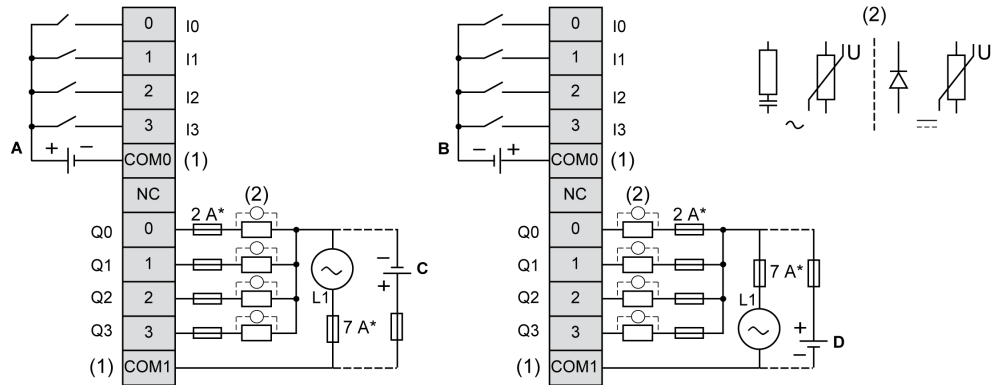 0 I0
1 I1
2 I2
3 I3
A + − COM0 (1)
NC
(2)
2 A*
Q0 0
Q1 1
Q2 2
Q3 3
(1) COM1
− C
+
L1
7 A*
0 I0
1 I1
2 I2
3 I3
B − + COM0 (1)
NC
(2)
2 A*
Q0 0
Q1 1
Q2 2
Q3 3
(1) COM1
7 A*
L1
+ D
−
(2)
U U